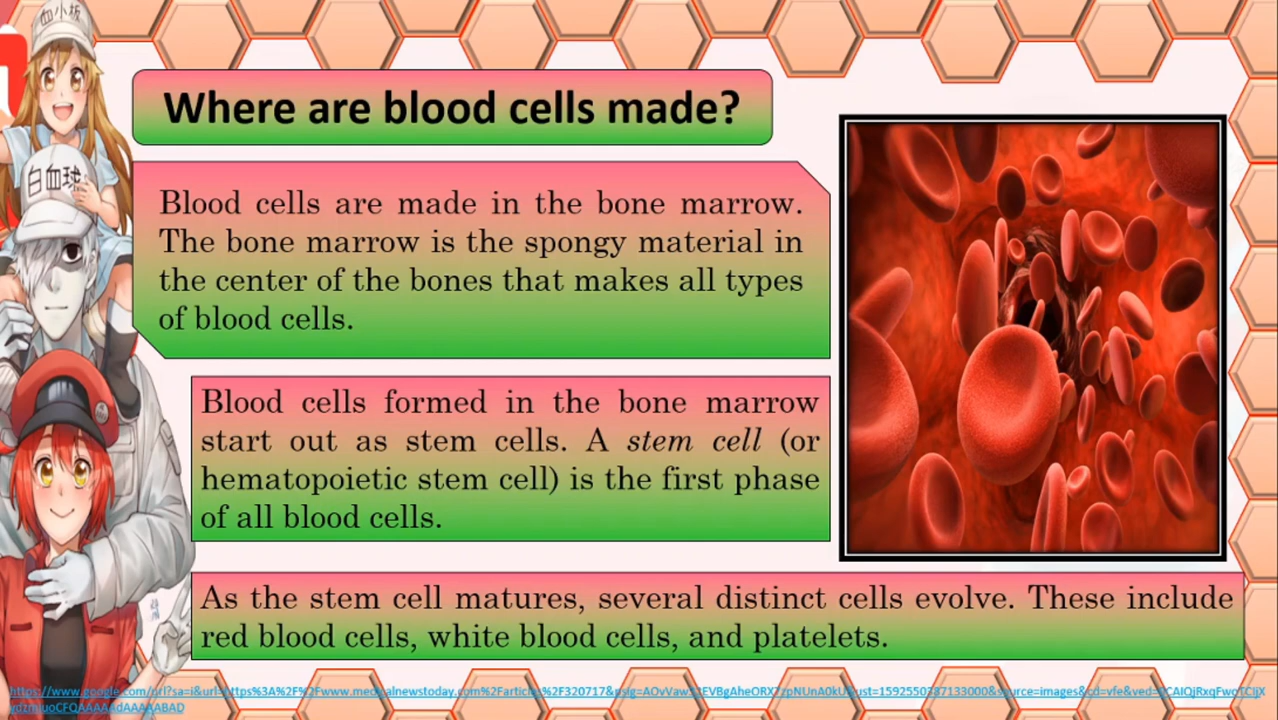 血小板
白血球
Where are blood cells made?
Blood cells are made in the bone marrow.
The bone marrow is the spongy material in
the center of the bones that makes all types
of blood cells.
Blood cells formed in the bone marrow
start out as stem cells. A stem cell (or
hematopoietic stem cell) is the first phase
of all blood cells.
As the stem cell matures, several distinct cells evolve. These include
red blood cells, white blood cells, and platelets.